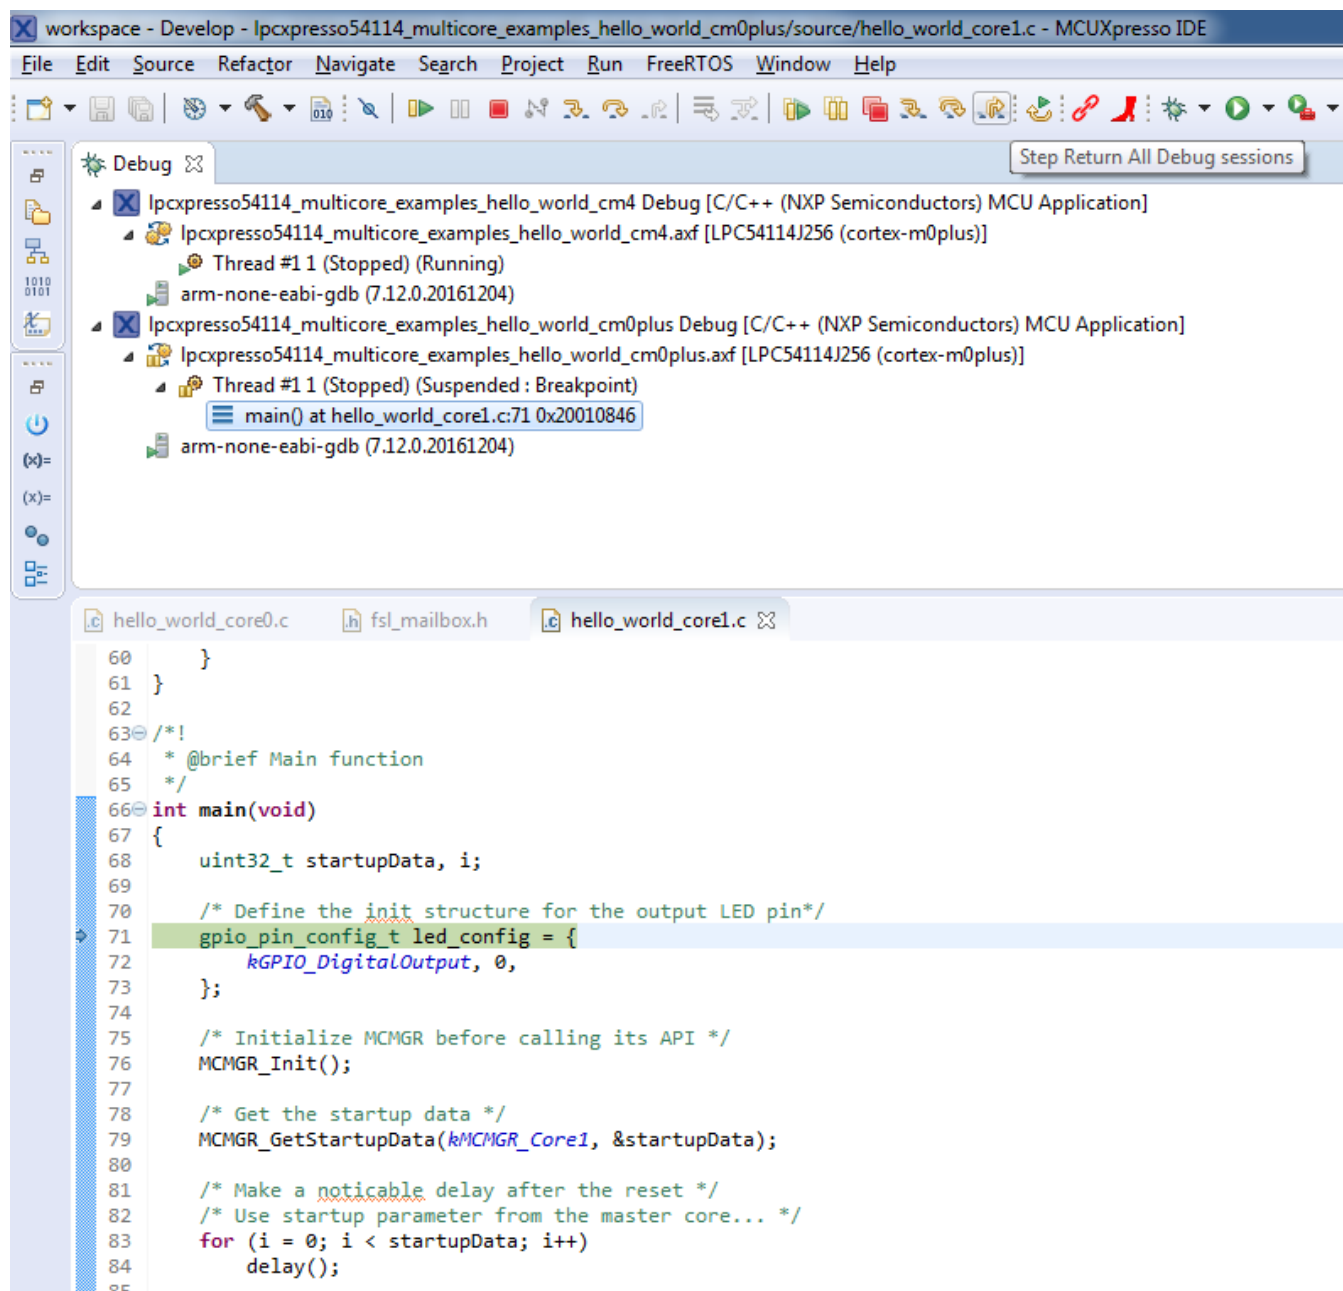 workspace - Develop - lpcxpresso54114_multicore_examples_hello_world_cm0plus/source/hello_world_core1.c - MCUXpresso IDE
File Edit Source Refactor Navigate Search Project Run FreeRTOS Window Help
010
Step Return All Debug sessions
Debug
lpcxpresso54114_multicore_examples_hello_world_cm4 Debug [C/C++ (NXP Semiconductors) MCU Application]
lpcxpresso54114_multicore_examples_hello_world_cm4.axf [LPC54114J256 (cortex-m0plus)]
Thread #1 1 (Stopped) (Running)
1010
0101
arm-none-eabi-gdb (7.12.0.20161204)
lpcxpresso54114_multicore_examples_hello_world_cm0plus Debug [C/C++ (NXP Semiconductors) MCU Application]
lpcxpresso54114_multicore_examples_hello_world_cm0plus.axf [LPC54114J256 (cortex-m0plus)]
Thread #1 1 (Stopped) (Suspended : Breakpoint)
main() at hello_world_core1.c:71 0x20010846
arm-none-eabi-gdb (7.12.0.20161204)
(x)=
(x)=
hello_world_core0.c fsl_mailbox.h hello_world_core1.c
60 }
61 }
62
63 /*!
64 * @brief Main function
65 */
66 int main(void)
67 {
68 uint32_t startupData, i;
69
70 /* Define the init structure for the output LED pin*/
71 gpio_pin_config_t led_config = {
72 kGPIO_DigitalOutput, 0,
73 };
74
75 /* Initialize MCMGR before calling its API */
76 MCMGR_Init();
77
78 /* Get the startup data */
79 MCMGR_GetStartupData(kMCMGR_Core1, &startupData);
80
81 /* Make a noticable delay after the reset */
82 /* Use startup parameter from the master core... */
83 for (i = 0; i < startupData; i++)
84 delay();
85